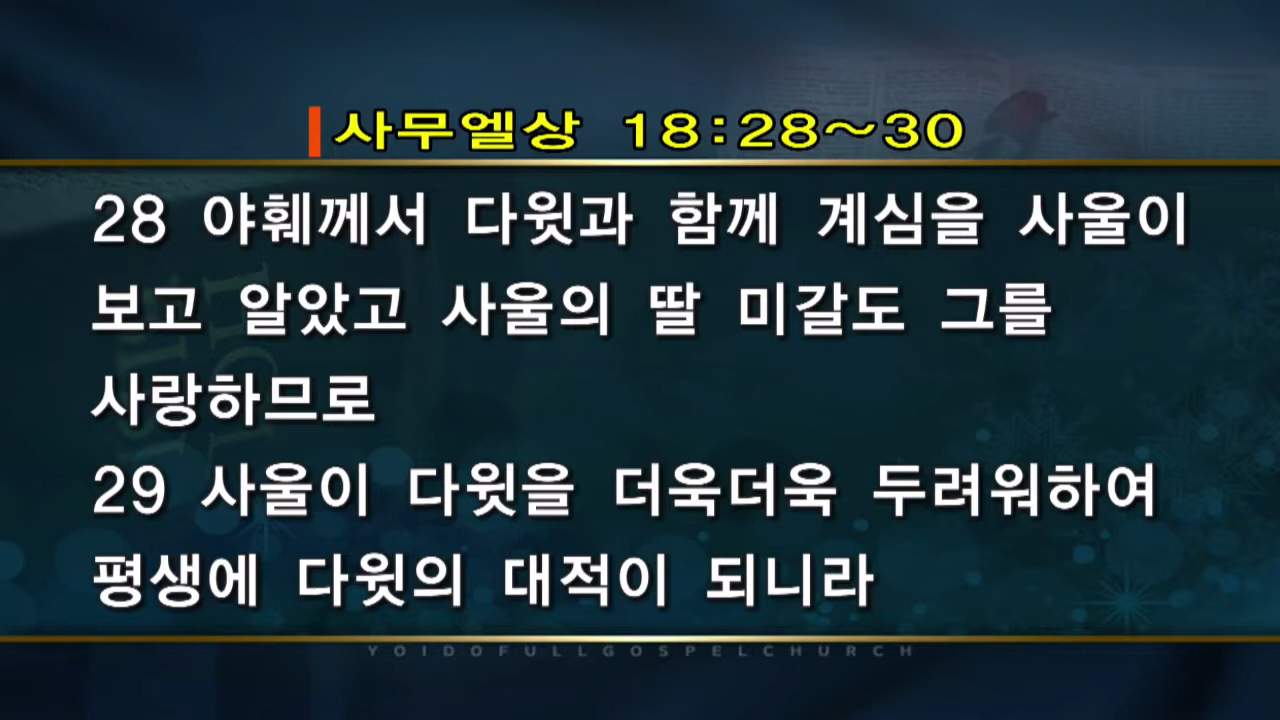 사무엘상 18:28~30
28 야훼께서 다윗과 함께 계심을 사울이
보고 알았고 사울의 딸 미갈도 그를
사랑하므로
29 사울이 다윗을 더욱더욱 두려워하여
평생에 다윗의 대적이 되니라
YOIDOFULLGOSPELCHURCH